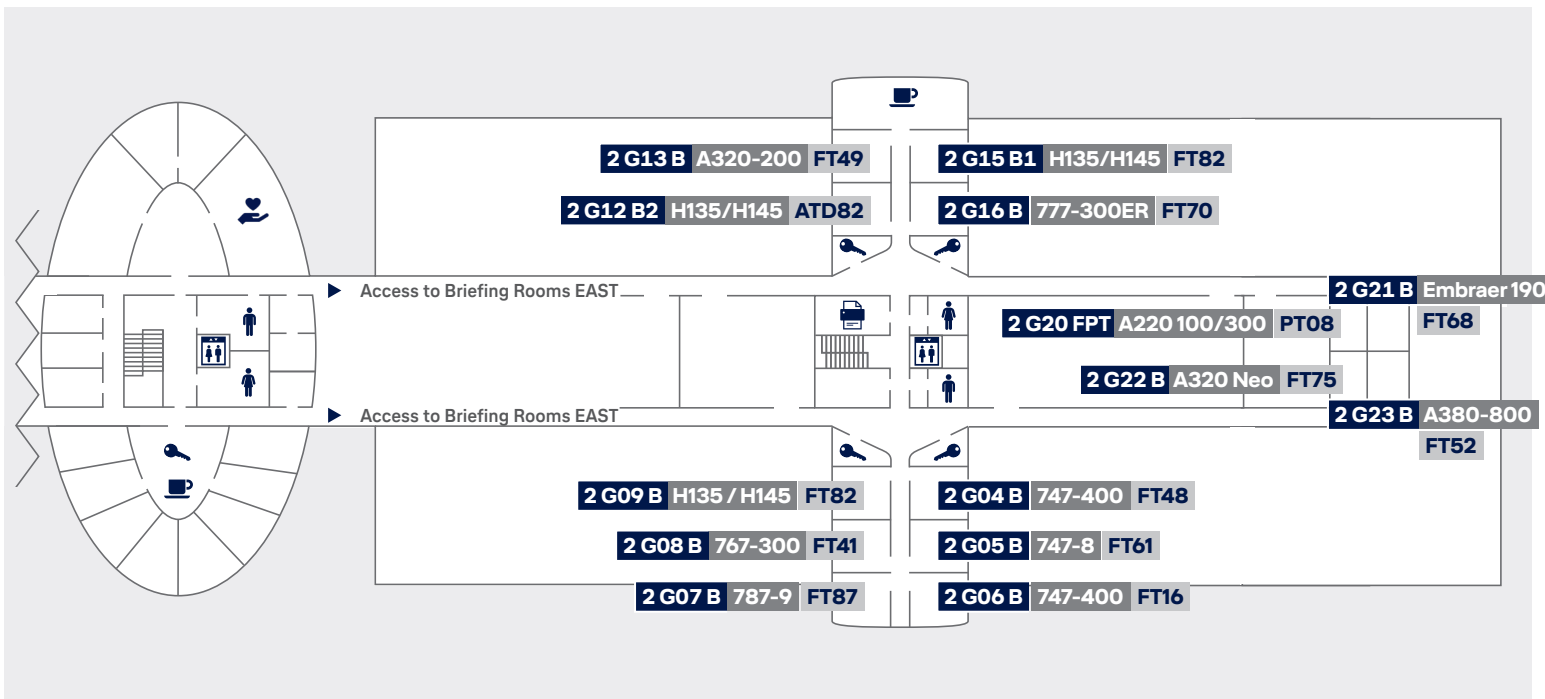 2 G13 B A320-200 FT49
2 G15 B1 H135/H145 FT82
2 G12 B2 H135/H145 ATD82
2 G16 B 777-300ER FT70
Access to Briefing Rooms EAST
2 G21 B Embraer 190
FT68
2 G20 FPT A220 100/300 PT08
2 G22 B A320 Neo FT75
Access to Briefing Rooms EAST
2 G23 B A380-800
FT52
2 G09 B H135 / H145 FT82
2 G04 B 747-400 FT48
2 G08 B 767-300 FT41
2 G05 B 747-8 FT61
2 G07 B 787-9 FT87
2 G06 B 747-400 FT16